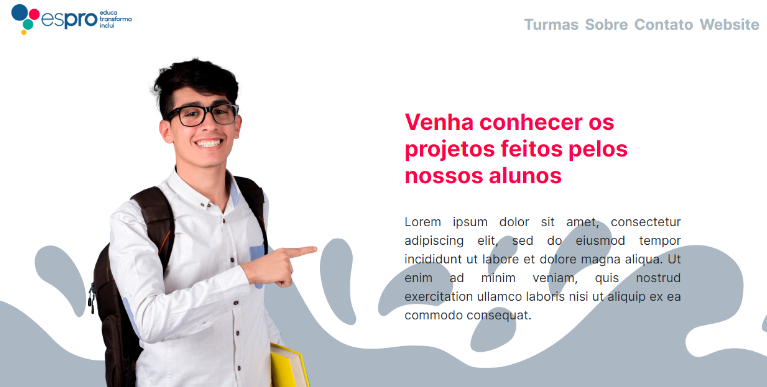 espro educa
transforma
inclui
Turmas Sobre Contato Website
Venha conhecer os
projetos feitos pelos
nossos alunos
Lorem ipsum dolor sit amet, consectetur
adipiscing elit, sed do eiusmod tempor
incididunt ut labore et dolore magna aliqua. Ut
enim ad minim veniam, quis nostrud
exercitation ullamco laboris nisi ut aliquip ex ea
commodo consequat.